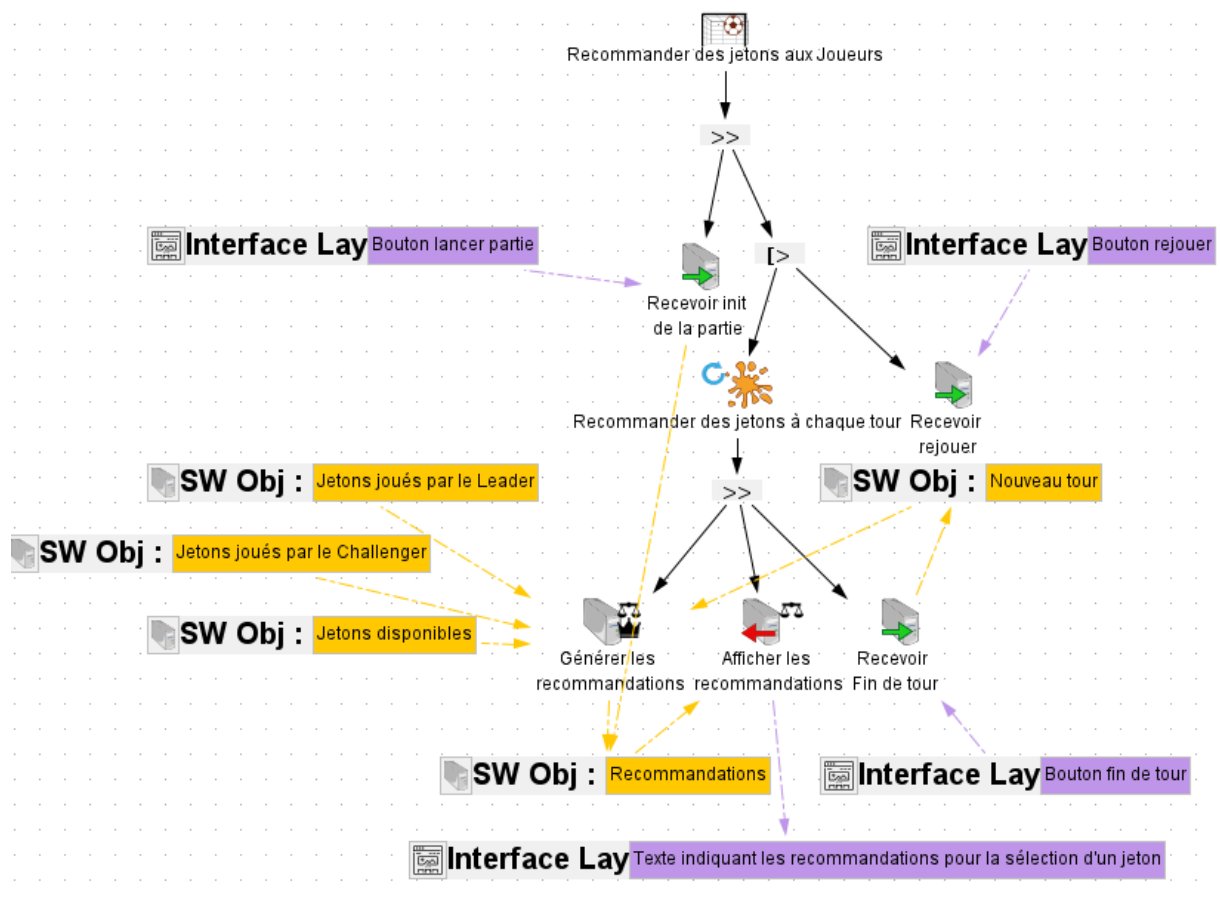 Recommander des jetons aux Joueurs
>>
Interface Lay Bouton lancer partie
[>
Interface Lay Bouton rejouer
Recevoir init
de la partie
Recommander des jetons à chaque tour
Recevoir
rejouer
SW Obj : Jetons joués par le Leader
>>
SW Obj : Nouveau tour
SW Obj : Jetons joués par le Challenger
SW Obj : Jetons disponibles
Générer les
recommandations
Afficher les
recommandations
Recevoir
Fin de tour
SW Obj : Recommandations
Interface Lay Bouton fin de tour
Interface Lay Texte indiquant les recommandations pour la sélection d'un jeton